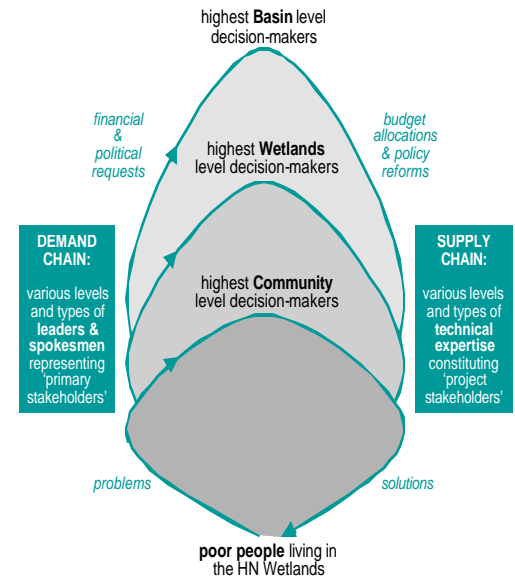 highest Basin level
decision-makers
financial
&
political
requests
budget
allocations
& policy
reforms
highest Wetlands
level decision-makers
DEMAND
CHAIN:
various levels
and types of
leaders &
spokesmen
representing
‘primary
stakeholders’
highest Community
level decision-makers
SUPPLY
CHAIN:
various levels
and types of
technical
expertise
constituting
‘project
stakeholders’
problems
solutions
poor people living in
the HN Wetlands